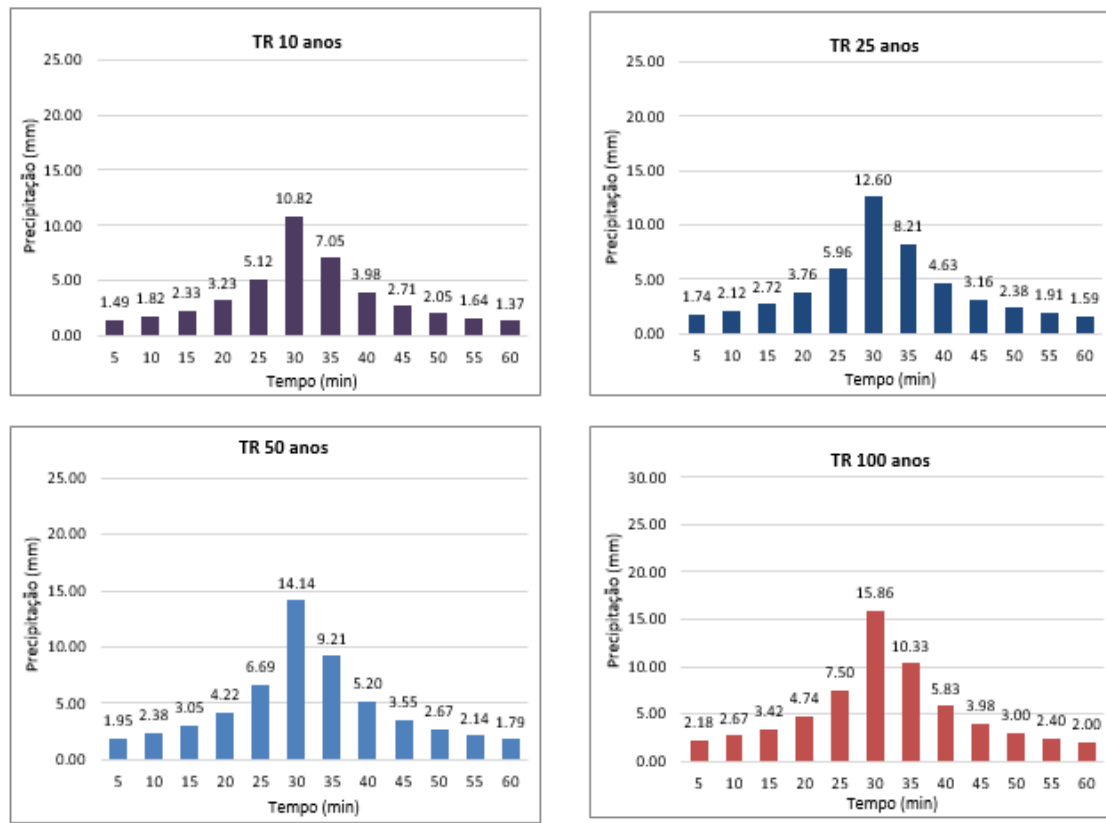 TR 10 anos
Precipitação (mm)
25.00
20.00
15.00
10.00
5.00
0.00
1.49 1.82 2.33 3.23 5.12 10.82 7.05 3.98 2.71 2.05 1.64 1.37
5 10 15 20 25 30 35 40 45 50 55 60
Tempo (min)
TR 25 anos
Precipitação (mm)
25.00
20.00
15.00
10.00
5.00
0.00
1.74 2.12 2.72 3.76 5.96 12.60 8.21 4.63 3.16 2.38 1.91 1.59
5 10 15 20 25 30 35 40 45 50 55 60
Tempo (min)
TR 50 anos
Precipitação (mm)
25.00
20.00
15.00
10.00
5.00
0.00
1.95 2.38 3.05 4.22 6.69 14.14 9.21 5.20 3.55 2.67 2.14 1.79
5 10 15 20 25 30 35 40 45 50 55 60
Tempo (min)
TR 100 anos
Precipitação (mm)
30.00
25.00
20.00
15.00
10.00
5.00
0.00
2.18 2.67 3.42 4.74 7.50 15.86 10.33 5.83 3.98 3.00 2.40 2.00
5 10 15 20 25 30 35 40 45 50 55 60
Tempo (min)